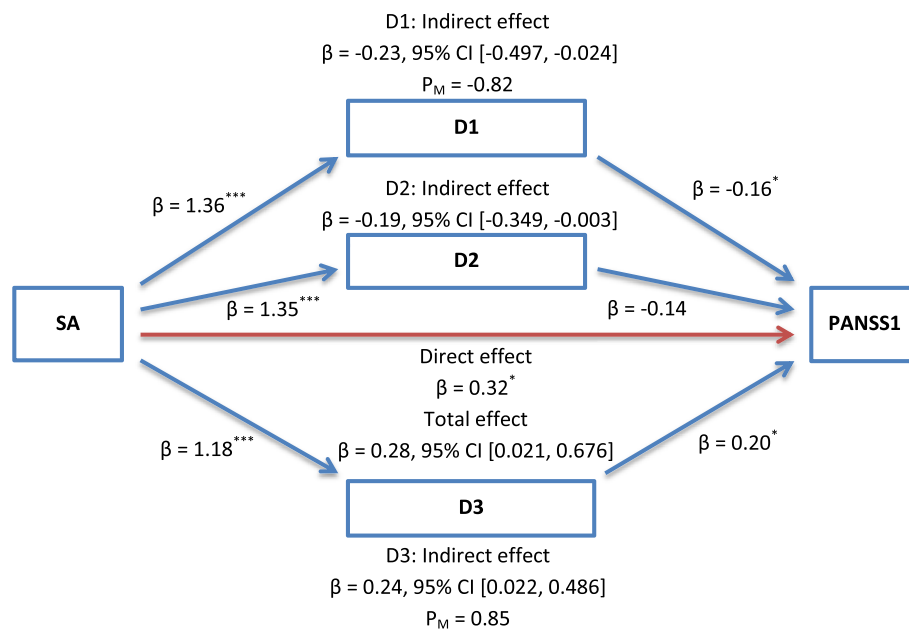 D1: Indirect effect
β = -0.23, 95% CI [-0.497, -0.024]
P_M = -0.82
D1
β = 1.36***
β = -0.16*
D2: Indirect effect
β = -0.19, 95% CI [-0.349, -0.003]
D2
β = 1.35***
β = -0.14
SA
PANSS1
Direct effect
β = 0.32*
Total effect
β = 0.28, 95% CI [0.021, 0.676]
β = 1.18***
β = 0.20*
D3
D3: Indirect effect
β = 0.24, 95% CI [0.022, 0.486]
P_M = 0.85